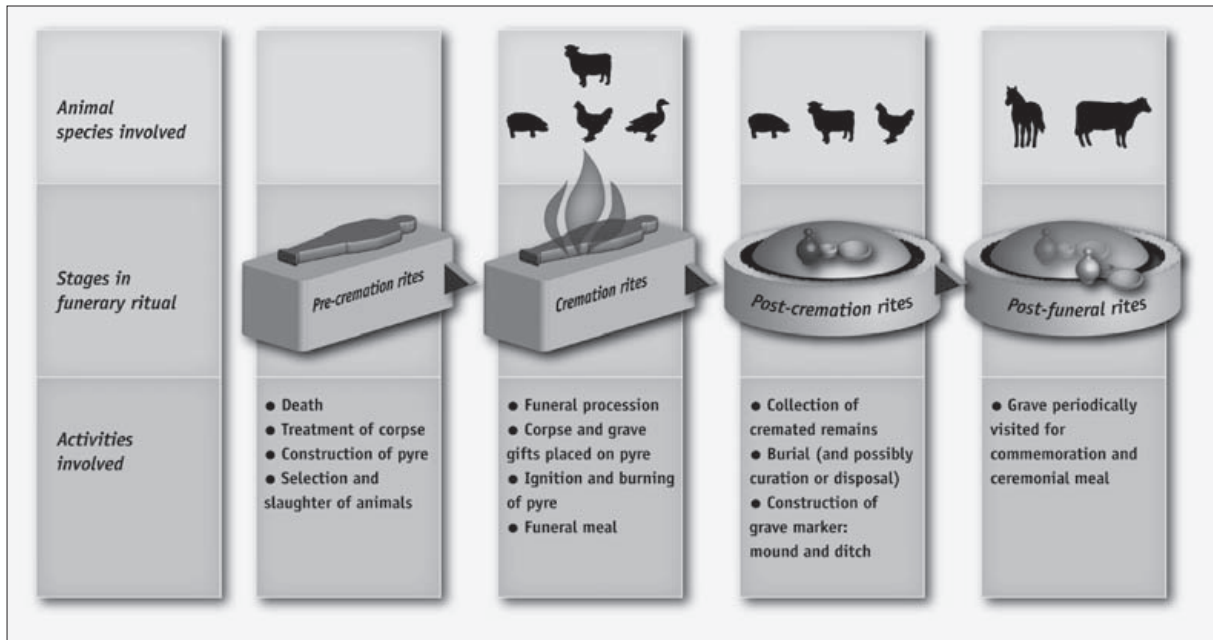 Animal
species involved
Stages in
funerary ritual
Pre-cremation rites
Cremation rites
Post-cremation rites
Post-funeral rites
Activities
involved
● Death
● Treatment of corpse
● Construction of pyre
● Selection and
slaughter of animals
● Funeral procession
● Corpse and grave
gifts placed on pyre
● Ignition and burning
of pyre
● Funeral meal
● Collection of
cremated remains
● Burial (and possibly
curation or disposal)
● Construction of
grave marker:
mound and ditch
● Grave periodically
visited for
commemoration and
ceremonial meal